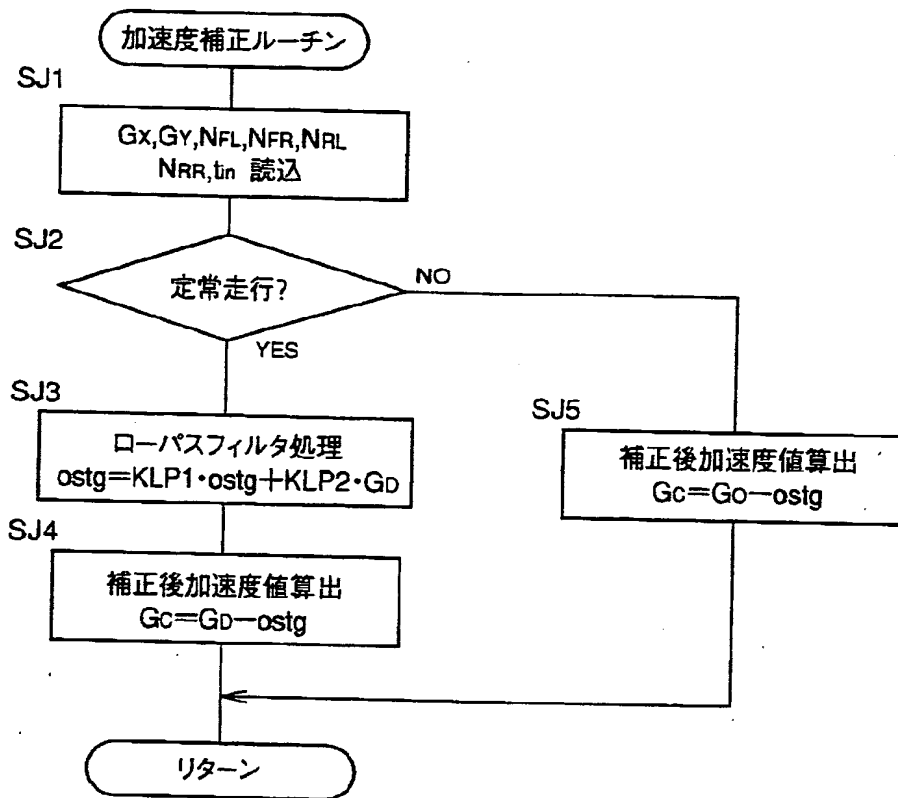 加速度補正ルーチン
SJ1
GX,GY,NFL,NFR,NRL
NRR,tin 読込
SJ2
定常走行?
NO
YES
SJ3
ローパスフィルタ処理
ostg=KLP1・ostg+KLP2・GD
SJ5
補正後加速度値算出
GC=GO−ostg
SJ4
補正後加速度値算出
GC=GD−ostg
リターン